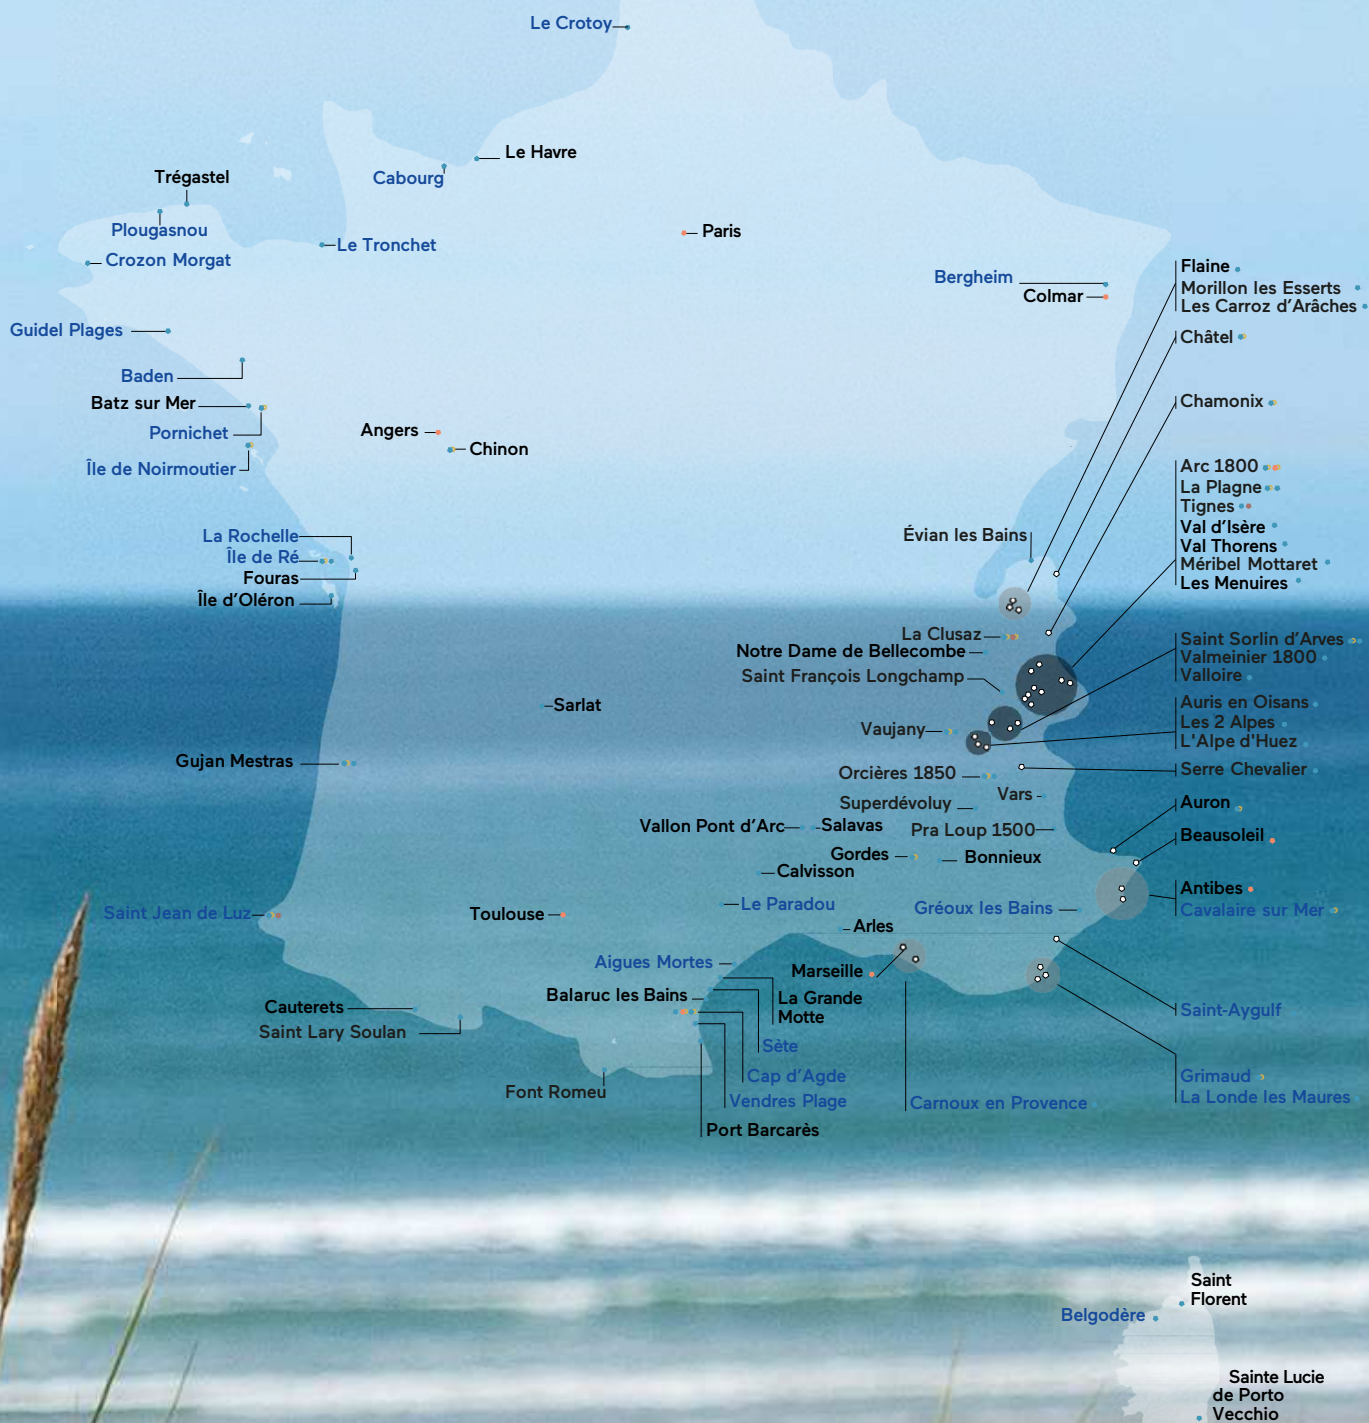 Le Crotoy
Le Havre
Cabourg
Trégastel
Plougasnou
Le Tronchet
Crozon Morgat
Paris
Bergheim
Colmar
Guidel Plages
Baden
Batz sur Mer
Pornichet
Île de Noirmoutier
Angers
Chinon
La Rochelle
Île de Ré
Fouras
Île d'Oléron
Flaine
Morillon les Esserts
Les Carroz d'Arâches
Châtel
Chamonix
Arc 1800
La Plagne
Tignes
Val d'Isère
Val Thorens
Méribel Mottaret
Les Menuires
Évian les Bains
La Clusaz
Notre Dame de Bellecombe
Saint François Longchamp
Saint Sorlin d'Arves
Valmeinier 1800
Valloire
Auris en Oisans
Les 2 Alpes
L'Alpe d'Huez
Sarlat
Vaujany
Gujan Mestras
Orcières 1850
Serre Chevalier
Vars
Superdévoluy
Auron
Vallon Pont d'Arc
Salavas
Pra Loup 1500
Beausoleil
Gordes
Bonnieux
Calvisson
Antibes
Cavalaire sur Mer
Le Paradou
Gréoux les Bains
Saint Jean de Luz
Toulouse
Arles
Aigues Mortes
Marseille
Balaruc les Bains
La Grande
Motte
Cauterets
Saint Lary Soulan
Saint-Aygulf
Sète
Cap d'Agde
Vendres Plage
Font Romeu
Carnoux en Provence
Grimaud
La Londe les Maures
Port Barcarès
Saint
Florent
Belgodère
Sainte Lucie
de Porto
Vecchio